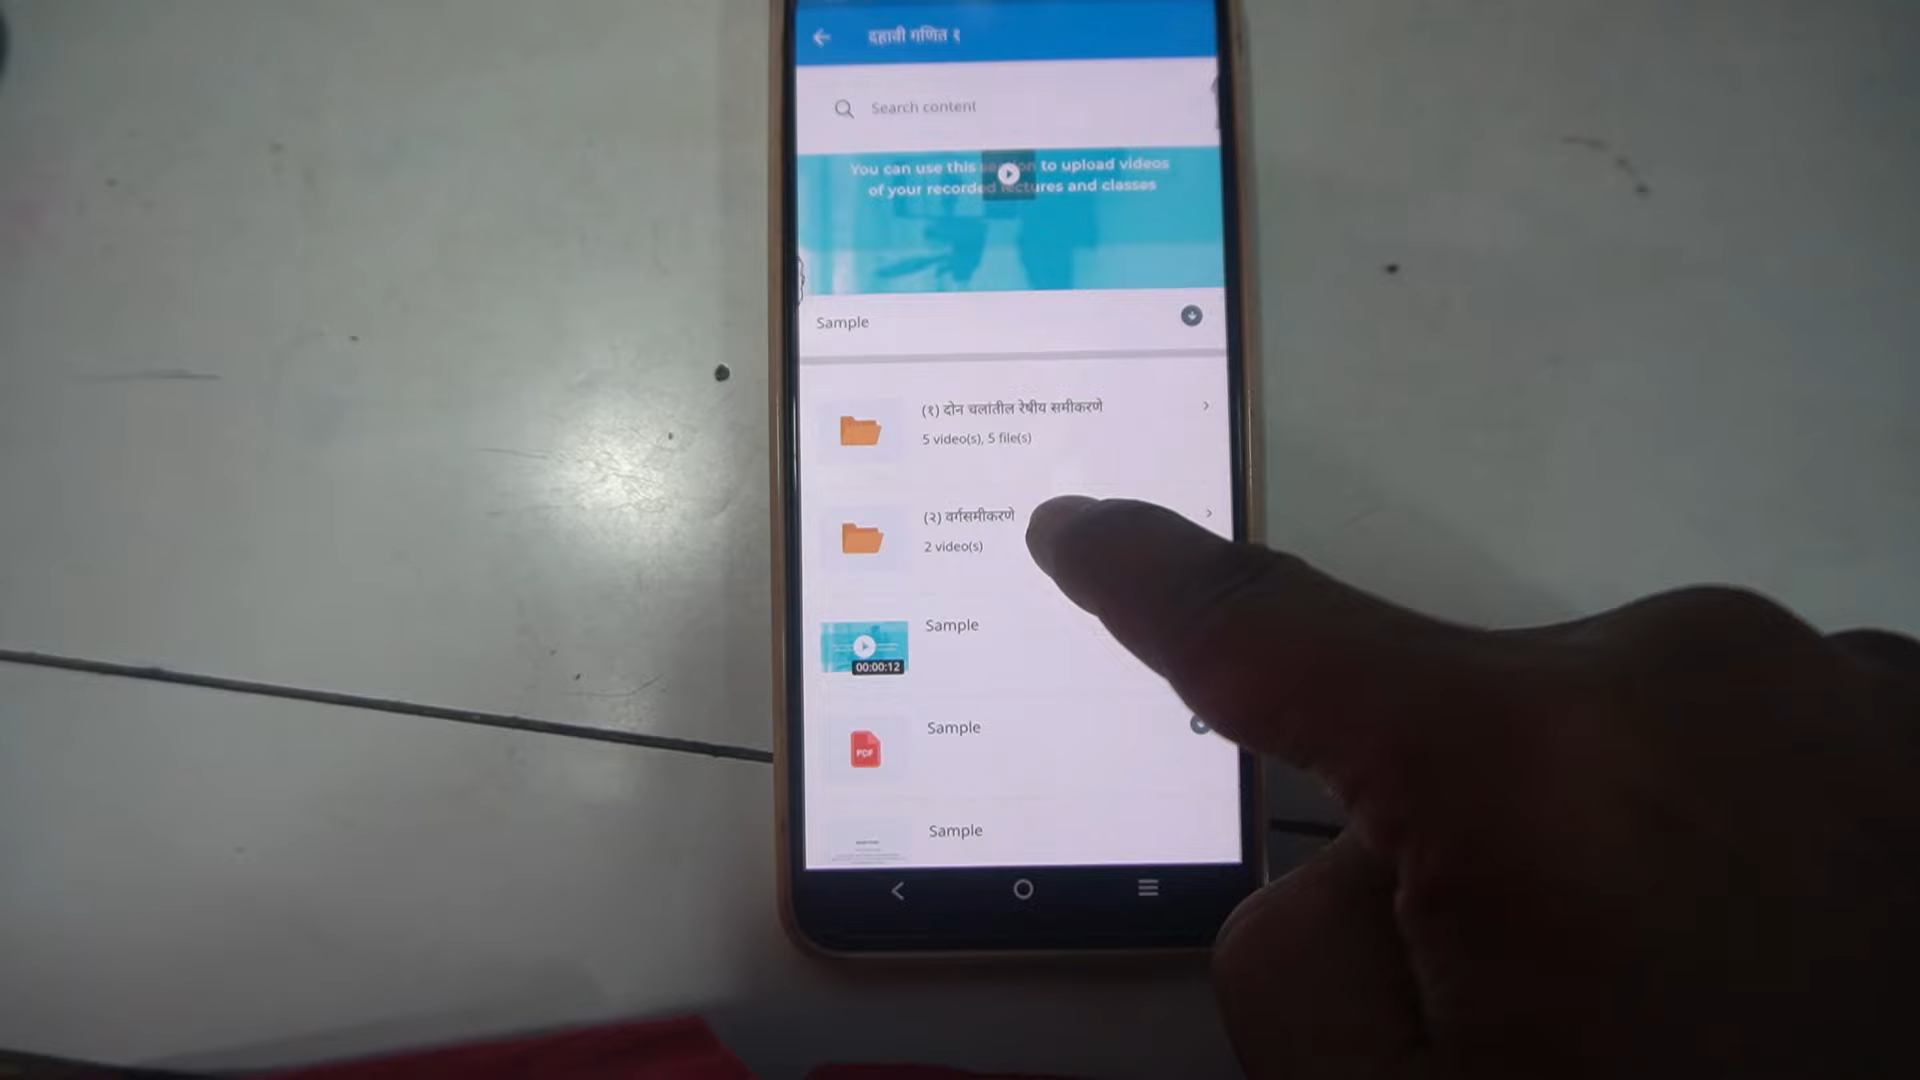 दहावी गणित १
Search content
You can use this section to upload videos
of your recorded lectures and classes
Sample
(१) दोन चलांतील रेषीय समीकरणे
5 video(s), 5 file(s)
(२) वर्गसमीकरणे
2 video(s)
Sample
00:00:12
Sample
PDF
Sample